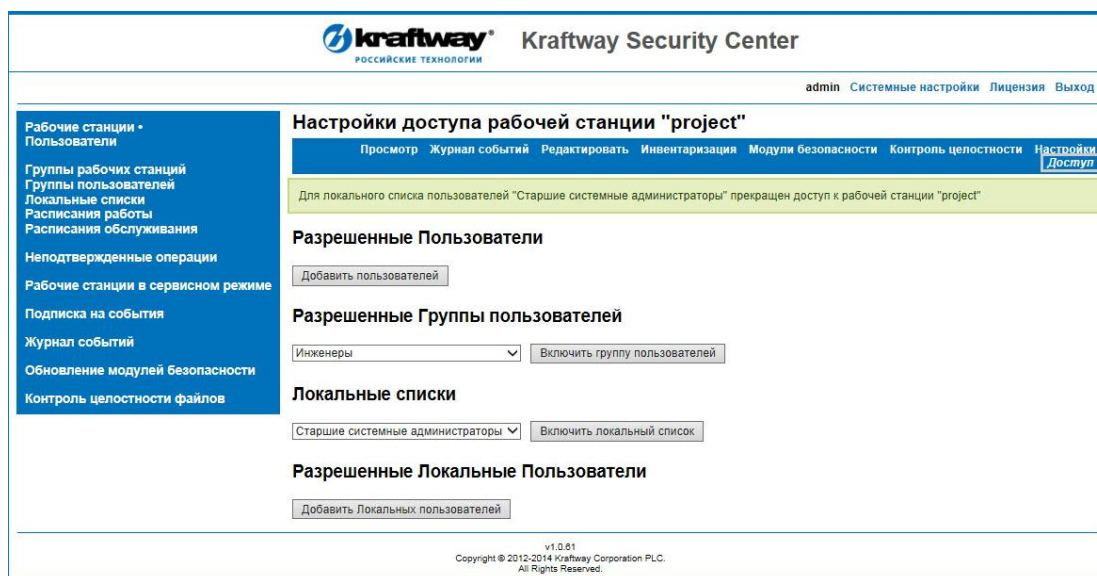 kraftway®
РОССИЙСКИЕ ТЕХНОЛОГИИ
Kraftway Security Center
admin Системные настройки Лицензия Выход
Рабочие станции •
Пользователи
Группы рабочих станций
Группы пользователей
Локальные списки
Расписания работы
Расписания обслуживания
Неподтвержденные операции
Рабочие станции в сервисном режиме
Подписка на события
Журнал событий
Обновление модулей безопасности
Контроль целостности файлов
Настройки доступа рабочей станции "project"
Просмотр Журнал событий Редактировать Инвентаризация Модули безопасности Контроль целостности Настройки
Доступ
Для локального списка пользователей "Старшие системные администраторы" прекращен доступ к рабочей станции "project"
Разрешенные Пользователи
Добавить пользователей
Разрешенные Группы пользователей
Инженеры Включить группу пользователей
Локальные списки
Старшие системные администраторы Включить локальный список
Разрешенные Локальные Пользователи
Добавить Локальных пользователей
v1.0.61
Copyright © 2012-2014 Kraftway Corporation PLC.
All Rights Reserved.